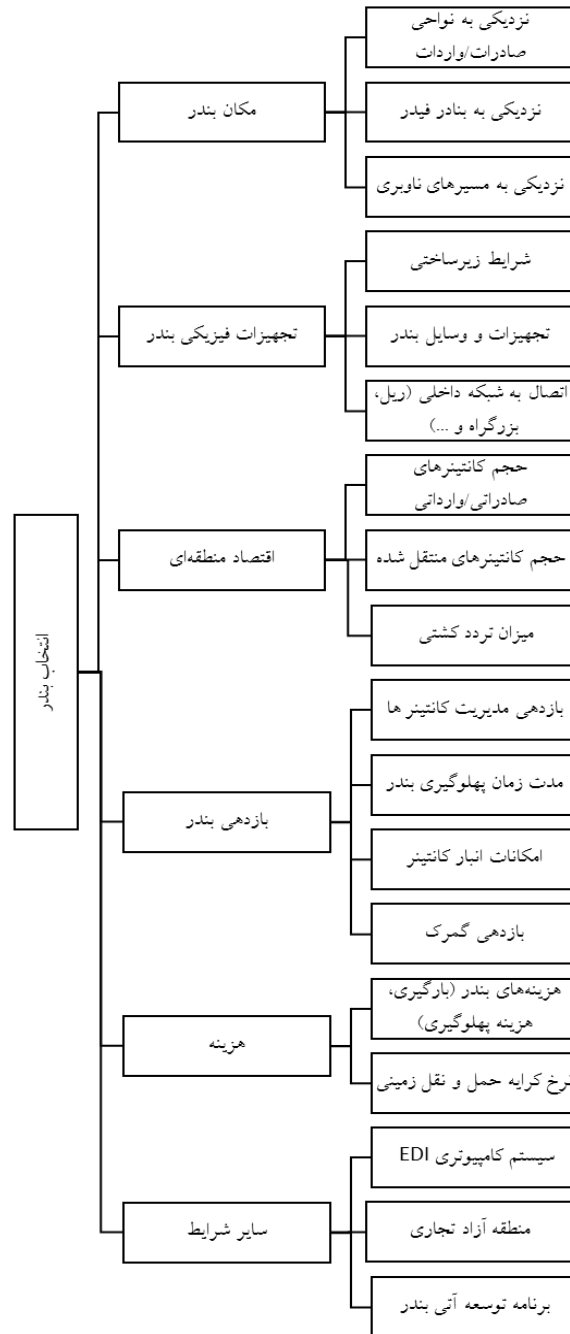 انتخاب بندر
مکان بندر
نزدیکی به نواحی
صادرات/واردات
نزدیکی به بنادر فیدر
نزدیکی به مسیرهای ناوبری
تجهیزات فیزیکی بندر
شرایط زیرساختی
تجهیزات و وسایل بندر
اتصال به شبکه داخلی (ریل،
بزرگراه و ...)
اقتصاد منطقه‌ای
حجم کانتینرهای
صادراتی/وارداتی
حجم کانتینرهای منتقل شده
میزان تردد کشتی
بازدهی بندر
بازدهی مدیریت کانتینر ها
مدت زمان پهلوگیری بندر
امکانات انبار کانتینر
بازدهی گمرک
هزینه
هزینه‌های بندر (بارگیری،
هزینه پهلوگیری)
نرخ کرایه حمل و نقل زمینی
سایر شرایط
سیستم کامپیوتری EDI
منطقه آزاد تجاری
برنامه توسعه آتی بندر